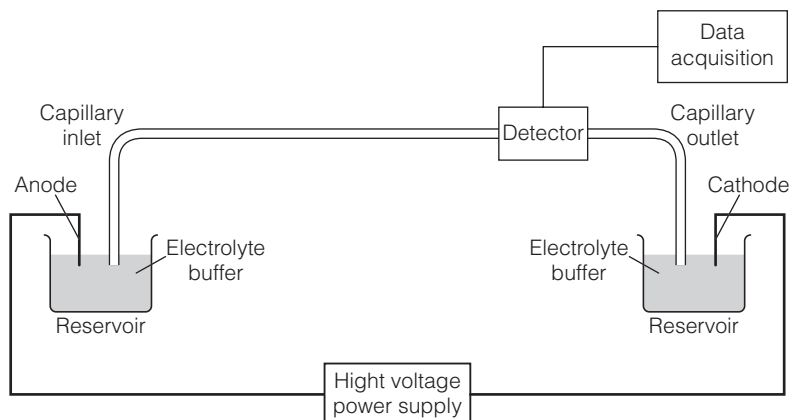 Data
acquisition
Capillary
inlet
Detector
Capillary
outlet
Anode
Cathode
Electrolyte
buffer
Electrolyte
buffer
Reservoir
Reservoir
Hight voltage
power supply